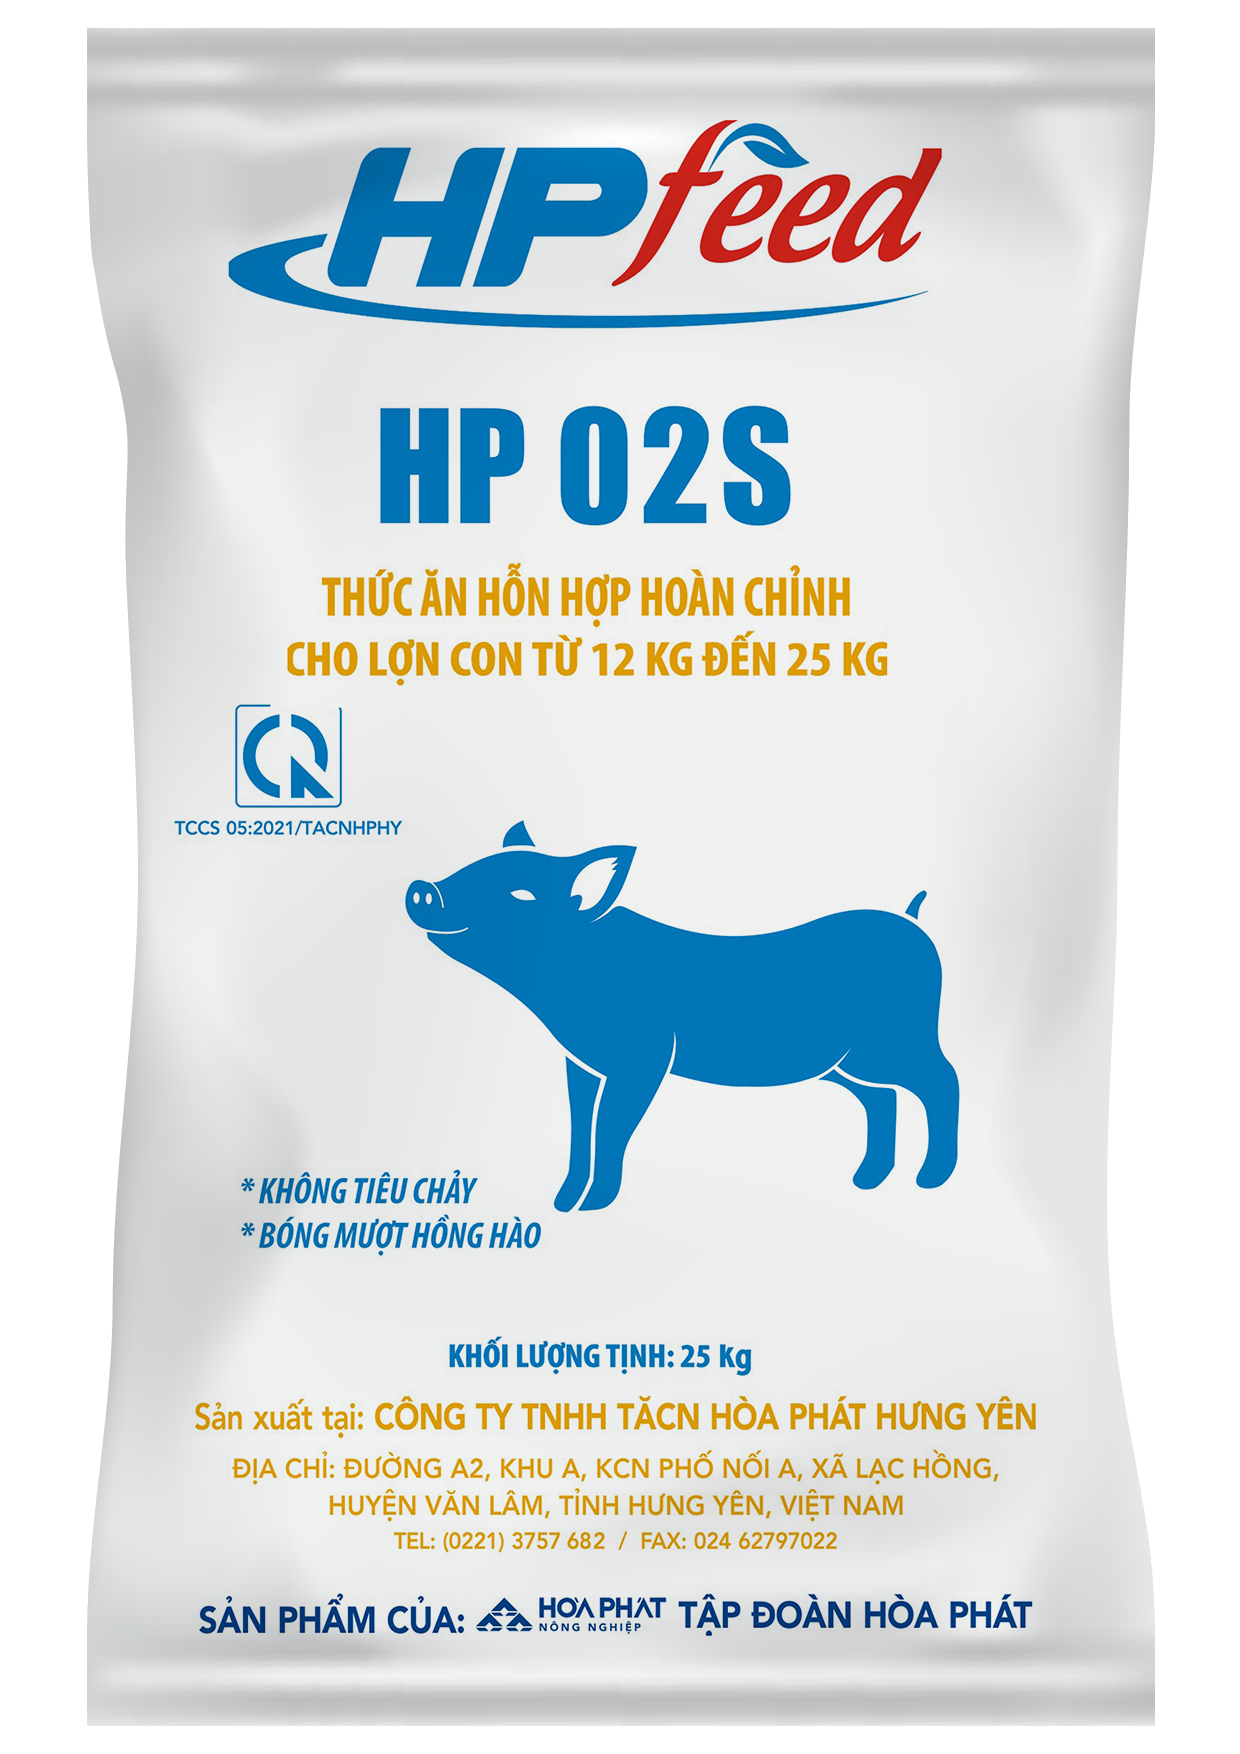 HPfeed
HP 02S
THỨC ĂN HỖN HỢP HOÀN CHỈNH
CHO LỢN CON TỪ 12 KG ĐẾN 25 KG
TCCS 05:2021/TACNHPHY
* KHÔNG TIÊU CHẢY
* BÓNG MƯỢT HỒNG HÀO
KHỐI LƯỢNG TỊNH: 25 Kg
Sản xuất tại: CÔNG TY TNHH TĂCN HÒA PHÁT HƯNG YÊN
ĐỊA CHỈ: ĐƯỜNG A2, KHU A, KCN PHỐ NỐI A, XÃ LẠC HỒNG,
HUYỆN VĂN LÂM, TỈNH HƯNG YÊN, VIỆT NAM
TEL: (0221) 3757 682 / FAX: 024 62797022
SẢN PHẨM CỦA: HÒA PHÁT NÔNG NGHIỆP TẬP ĐOÀN HÒA PHÁT